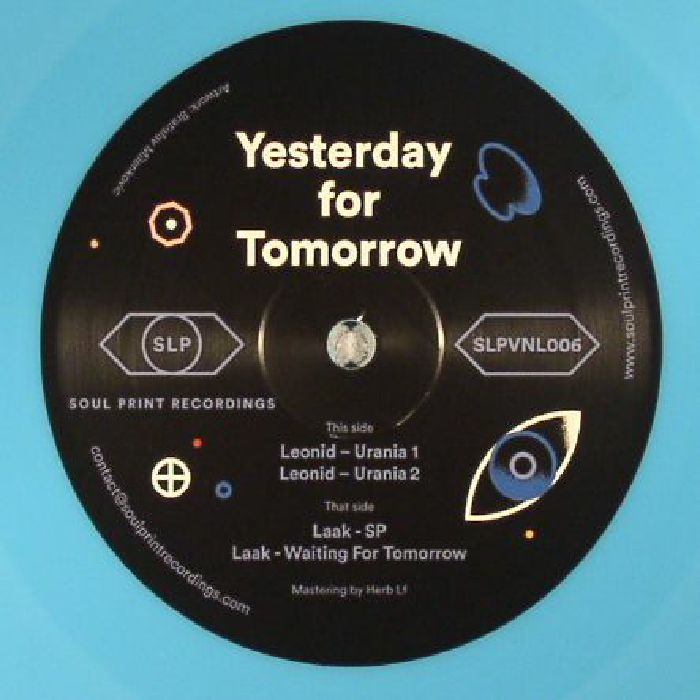 Yesterday
for
Tomorrow
SLP
SLPVNL006
SOUL PRINT RECORDINGS
This side
Leonid – Urania 1
Leonid – Urania 2
That side
Laak - SP
Laak - Waiting For Tomorrow
Mastering by Herb Lf
contact@soulprintrecordings.com
www.soulprintrecordings.com
Artwork: